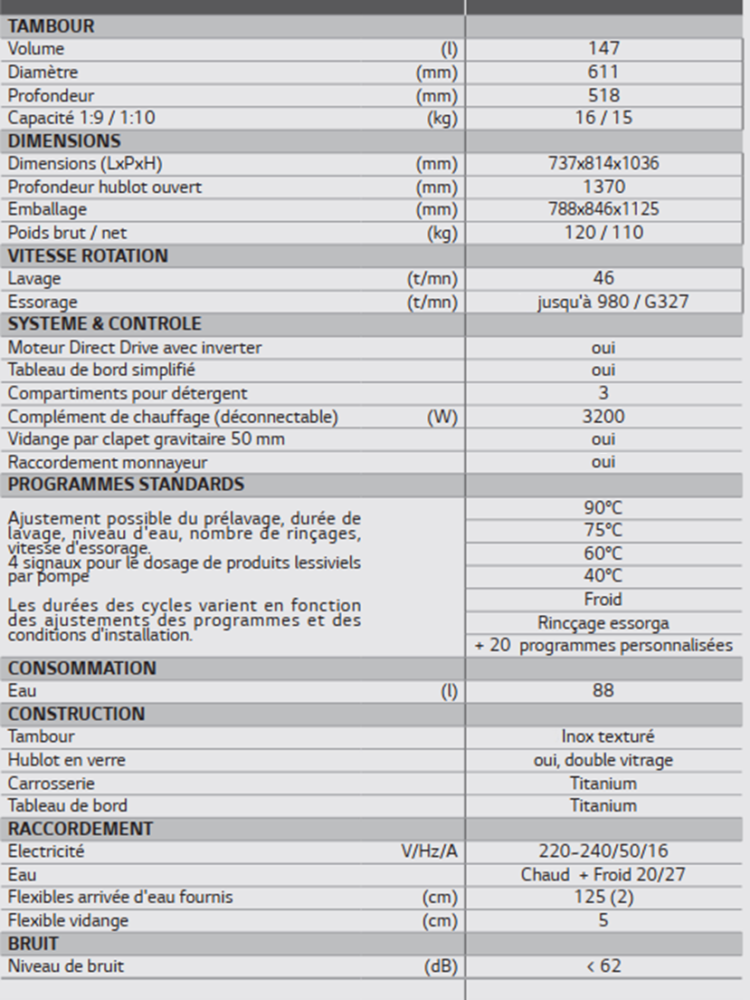 TAMBOUR
Volume (l) 147
Diamètre (mm) 611
Profondeur (mm) 518
Capacité 1:9 / 1:10 (kg) 16 / 15
DIMENSIONS
Dimensions (LxPxH) (mm) 737x814x1036
Profondeur hublot ouvert (mm) 1370
Emballage (mm) 788x846x1125
Poids brut / net (kg) 120 / 110
VITESSE ROTATION
Lavage (t/mn) 46
Essorage (t/mn) jusqu'à 980 / G327
SYSTEME & CONTROLE
Moteur Direct Drive avec inverter oui
Tableau de bord simplifié oui
Compartiments pour détergent 3
Complément de chauffage (déconnectable) (W) 3200
Vidange par clapet gravitaire 50 mm oui
Raccordement monnayeur oui
PROGRAMMES STANDARDS
Ajustement possible du prélavage, durée de
lavage, niveau d'eau, nombre de rinçages,
vitesse d'essorage.
4 signaux pour le dosage de produits lessiviels
par pompe
Les durées des cycles varient en fonction
des ajustements des programmes et des
conditions d'installation.
90°C
75°C
60°C
40°C
Froid
Rincçage essorga
+ 20 programmes personnalisées
CONSOMMATION
Eau (l) 88
CONSTRUCTION
Tambour Inox texturé
Hublot en verre oui, double vitrage
Carrosserie Titanium
Tableau de bord Titanium
RACCORDEMENT
Electricité V/Hz/A 220-240/50/16
Eau Chaud + Froid 20/27
Flexibles arrivée d'eau fournis (cm) 125 (2)
Flexible vidange (cm) 5
BRUIT
Niveau de bruit (dB) < 62